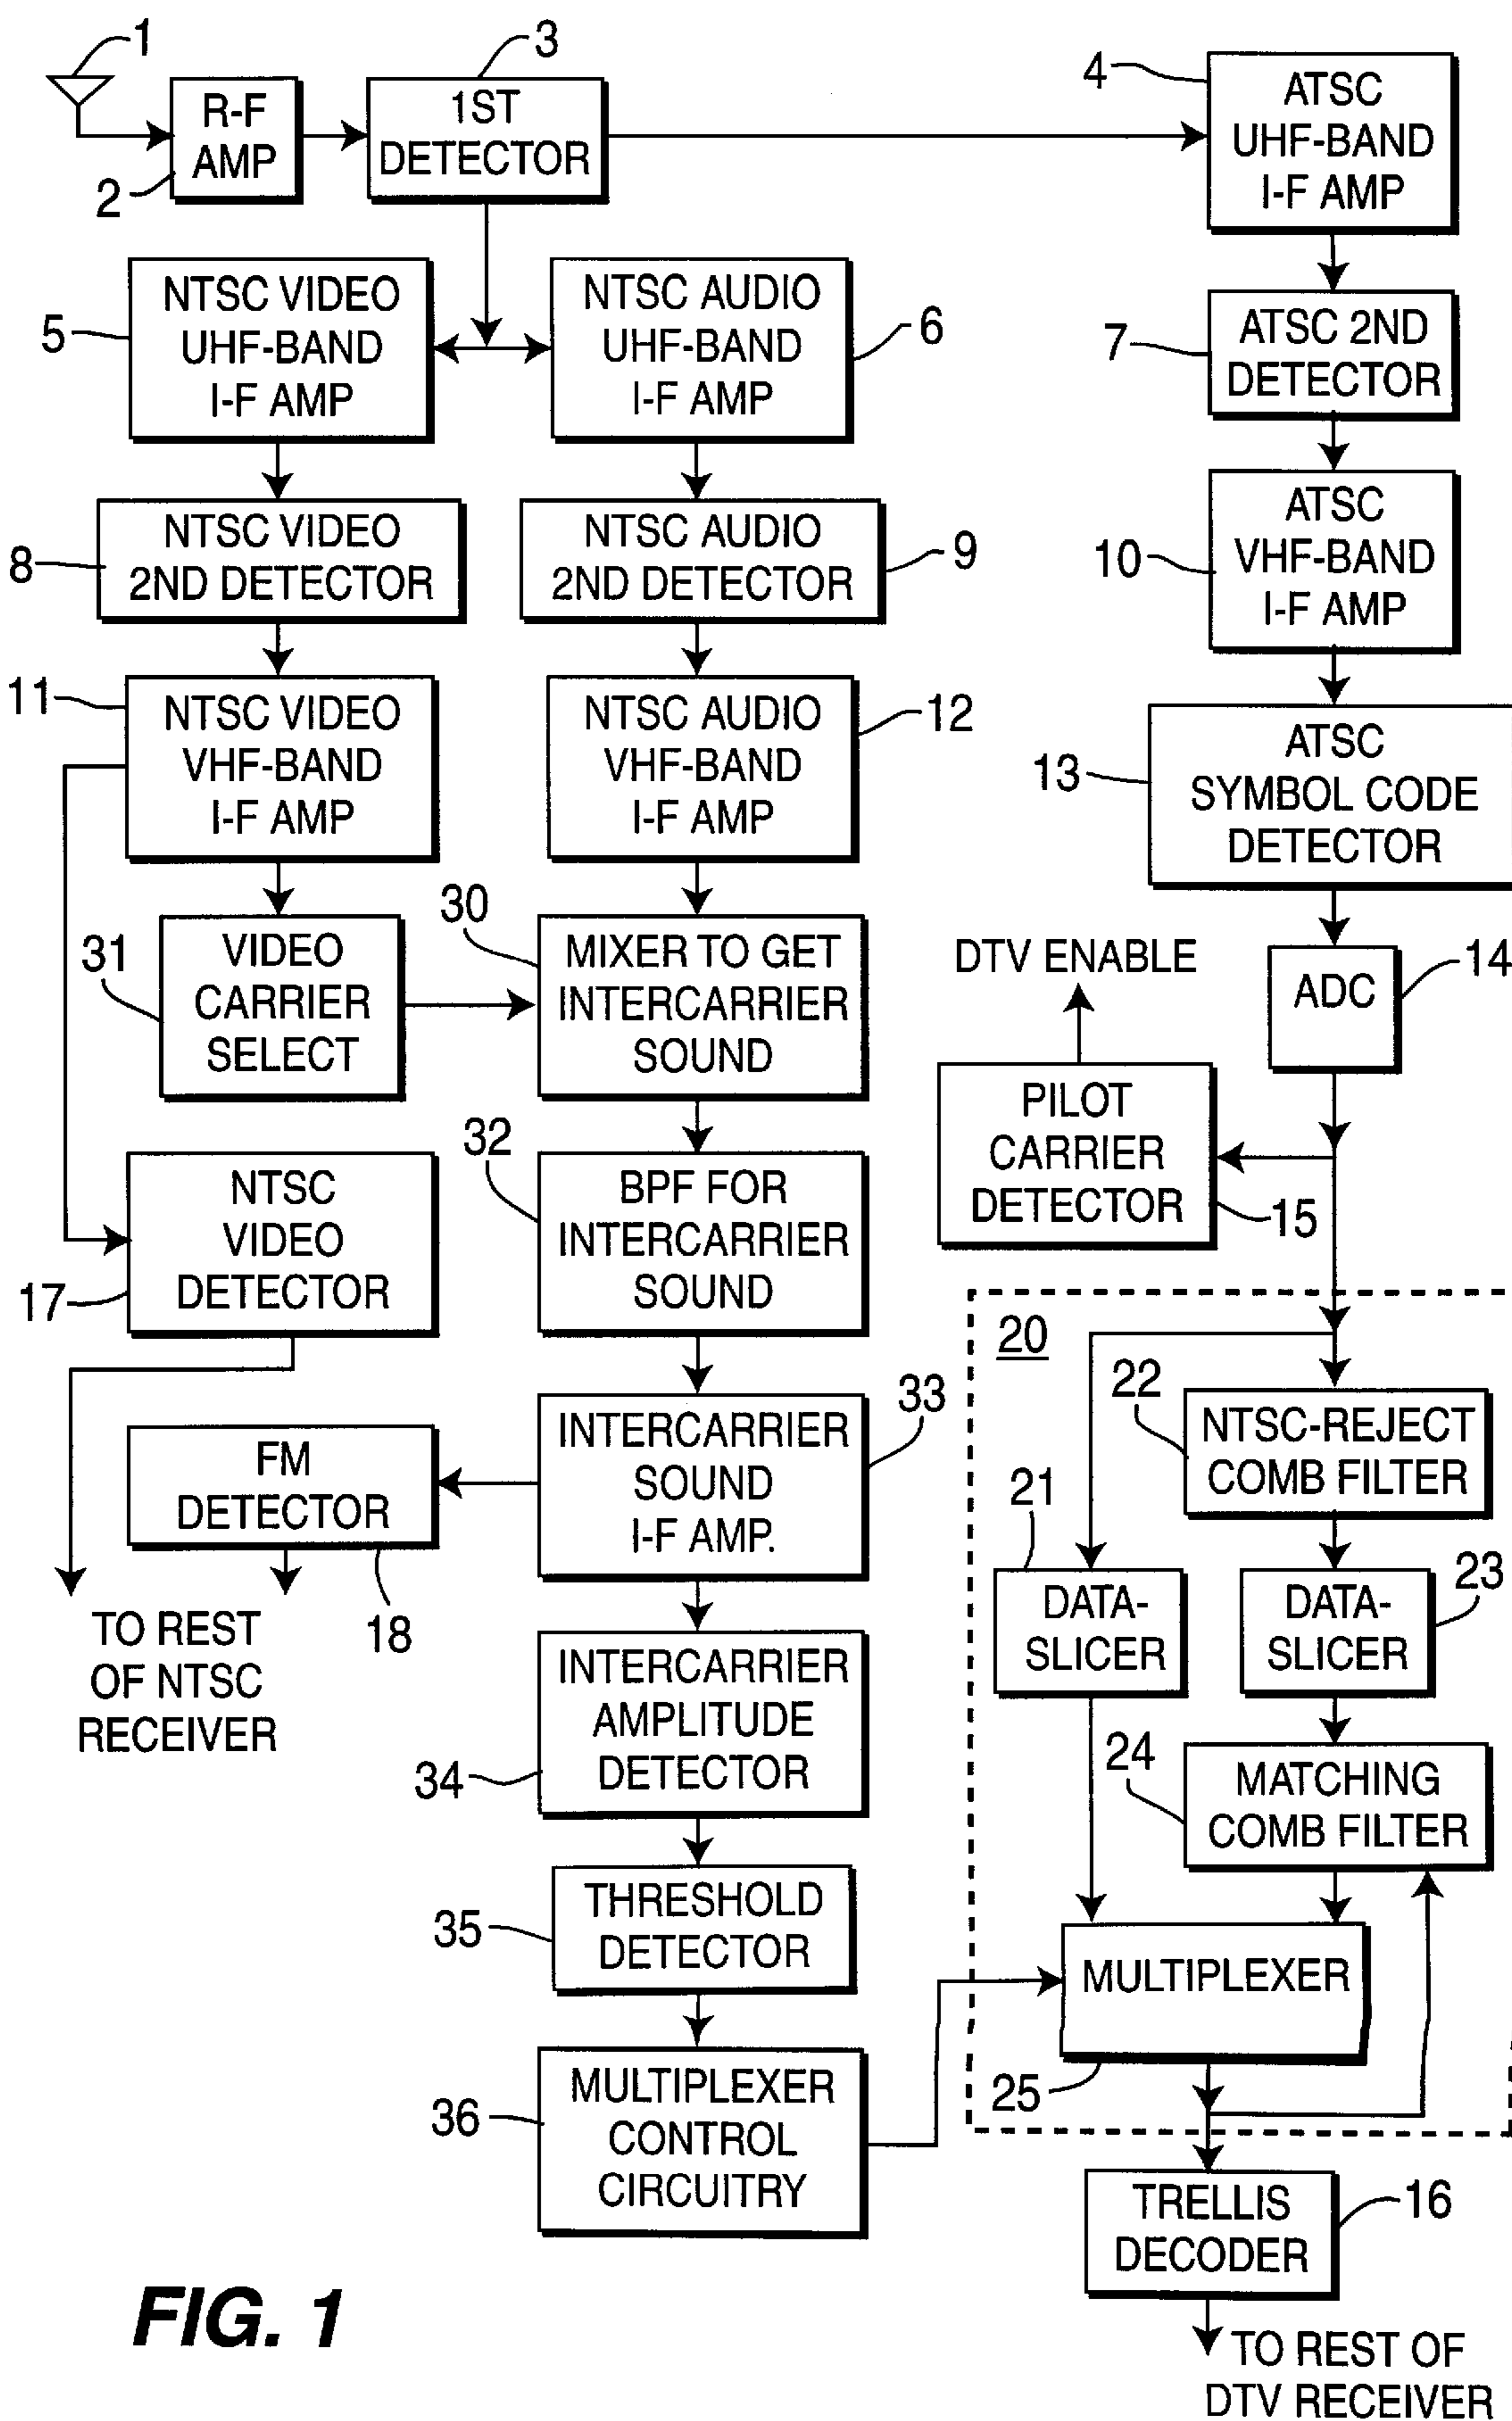 1
R-F
AMP
2
3
1ST
DETECTOR
4
ATSC
UHF-BAND
I-F AMP
5
NTSC VIDEO
UHF-BAND
I-F AMP
NTSC AUDIO
UHF-BAND
I-F AMP
6
7
ATSC 2ND
DETECTOR
8
NTSC VIDEO
2ND DETECTOR
NTSC AUDIO
2ND DETECTOR
9
10
ATSC
VHF-BAND
I-F AMP
11
NTSC VIDEO
VHF-BAND
I-F AMP
NTSC AUDIO
VHF-BAND
I-F AMP
12
13
ATSC
SYMBOL CODE
DETECTOR
31
VIDEO
CARRIER
SELECT
30
MIXER TO GET
INTERCARRIER
SOUND
DTV ENABLE
ADC
14
PILOT
CARRIER
DETECTOR
15
17
NTSC
VIDEO
DETECTOR
32
BPF FOR
INTERCARRIER
SOUND
20
22
NTSC-REJECT
COMB FILTER
FM
DETECTOR
18
INTERCARRIER
SOUND
I-F AMP.
33
21
DATA-
SLICER
DATA-
SLICER
23
TO REST
OF NTSC
RECEIVER
34
INTERCARRIER
AMPLITUDE
DETECTOR
24
MATCHING
COMB FILTER
35
THRESHOLD
DETECTOR
MULTIPLEXER
25
36
MULTIPLEXER
CONTROL
CIRCUITRY
TRELLIS
DECODER
16
FIG. 1
TO REST OF
DTV RECEIVER